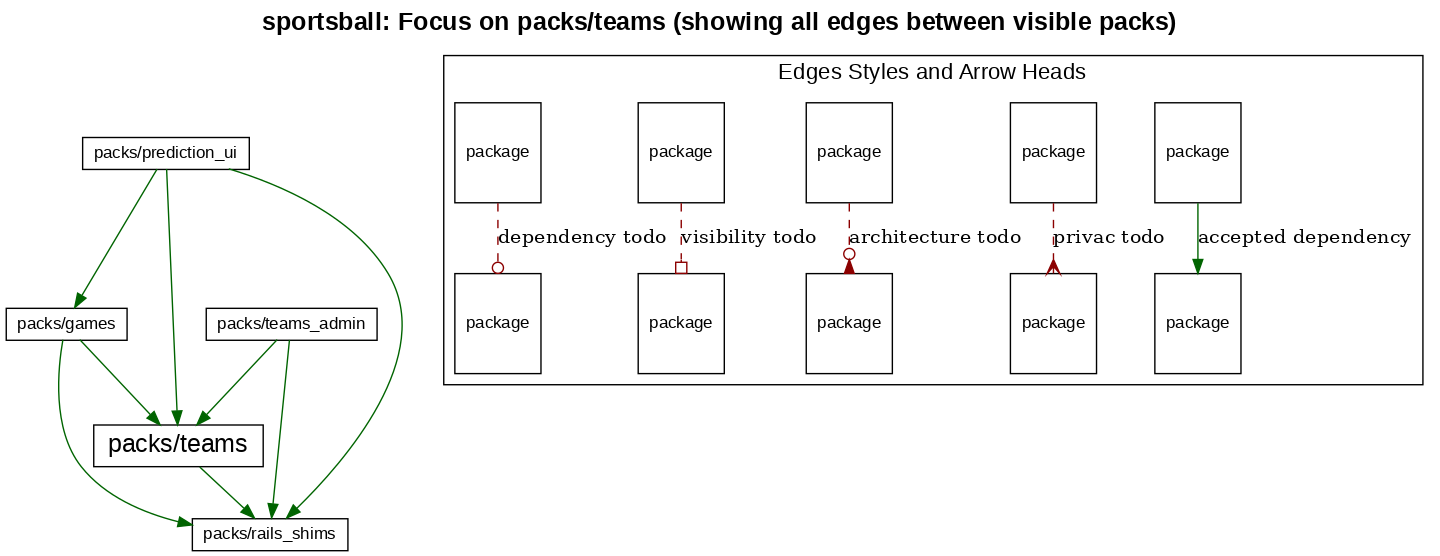 sportsball: Focus on packs/teams (showing all edges between visible packs)
Edges Styles and Arrow Heads
package
package
package
package
package
dependency todo
visibility todo
architecture todo
privac todo
accepted dependency
package
package
package
package
package
packs/prediction_ui
packs/games
packs/teams_admin
packs/teams
packs/rails_shims